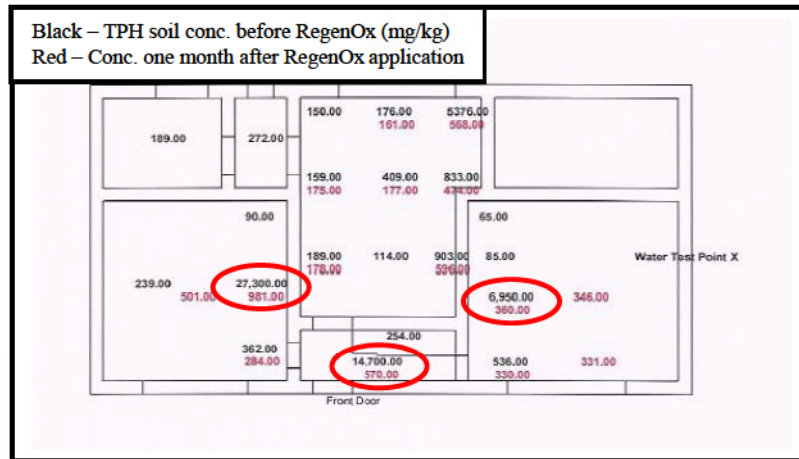 Black – TPH soil conc. before RegenOx (mg/kg)
Red – Conc. one month after RegenOx application
150.00 176.00 5376.00
161.00 568.00
189.00 272.00
159.00 409.00 833.00
175.00 177.00 474.00
90.00 65.00
189.00 114.00 903.00 85.00 Water Test Point X
178.00 596.00
239.00 27,300.00 6,950.00 346.00
501.00 981.00 360.00
254.00
362.00 14,700.00 536.00 331.00
284.00 570.00 330.00
Front Door